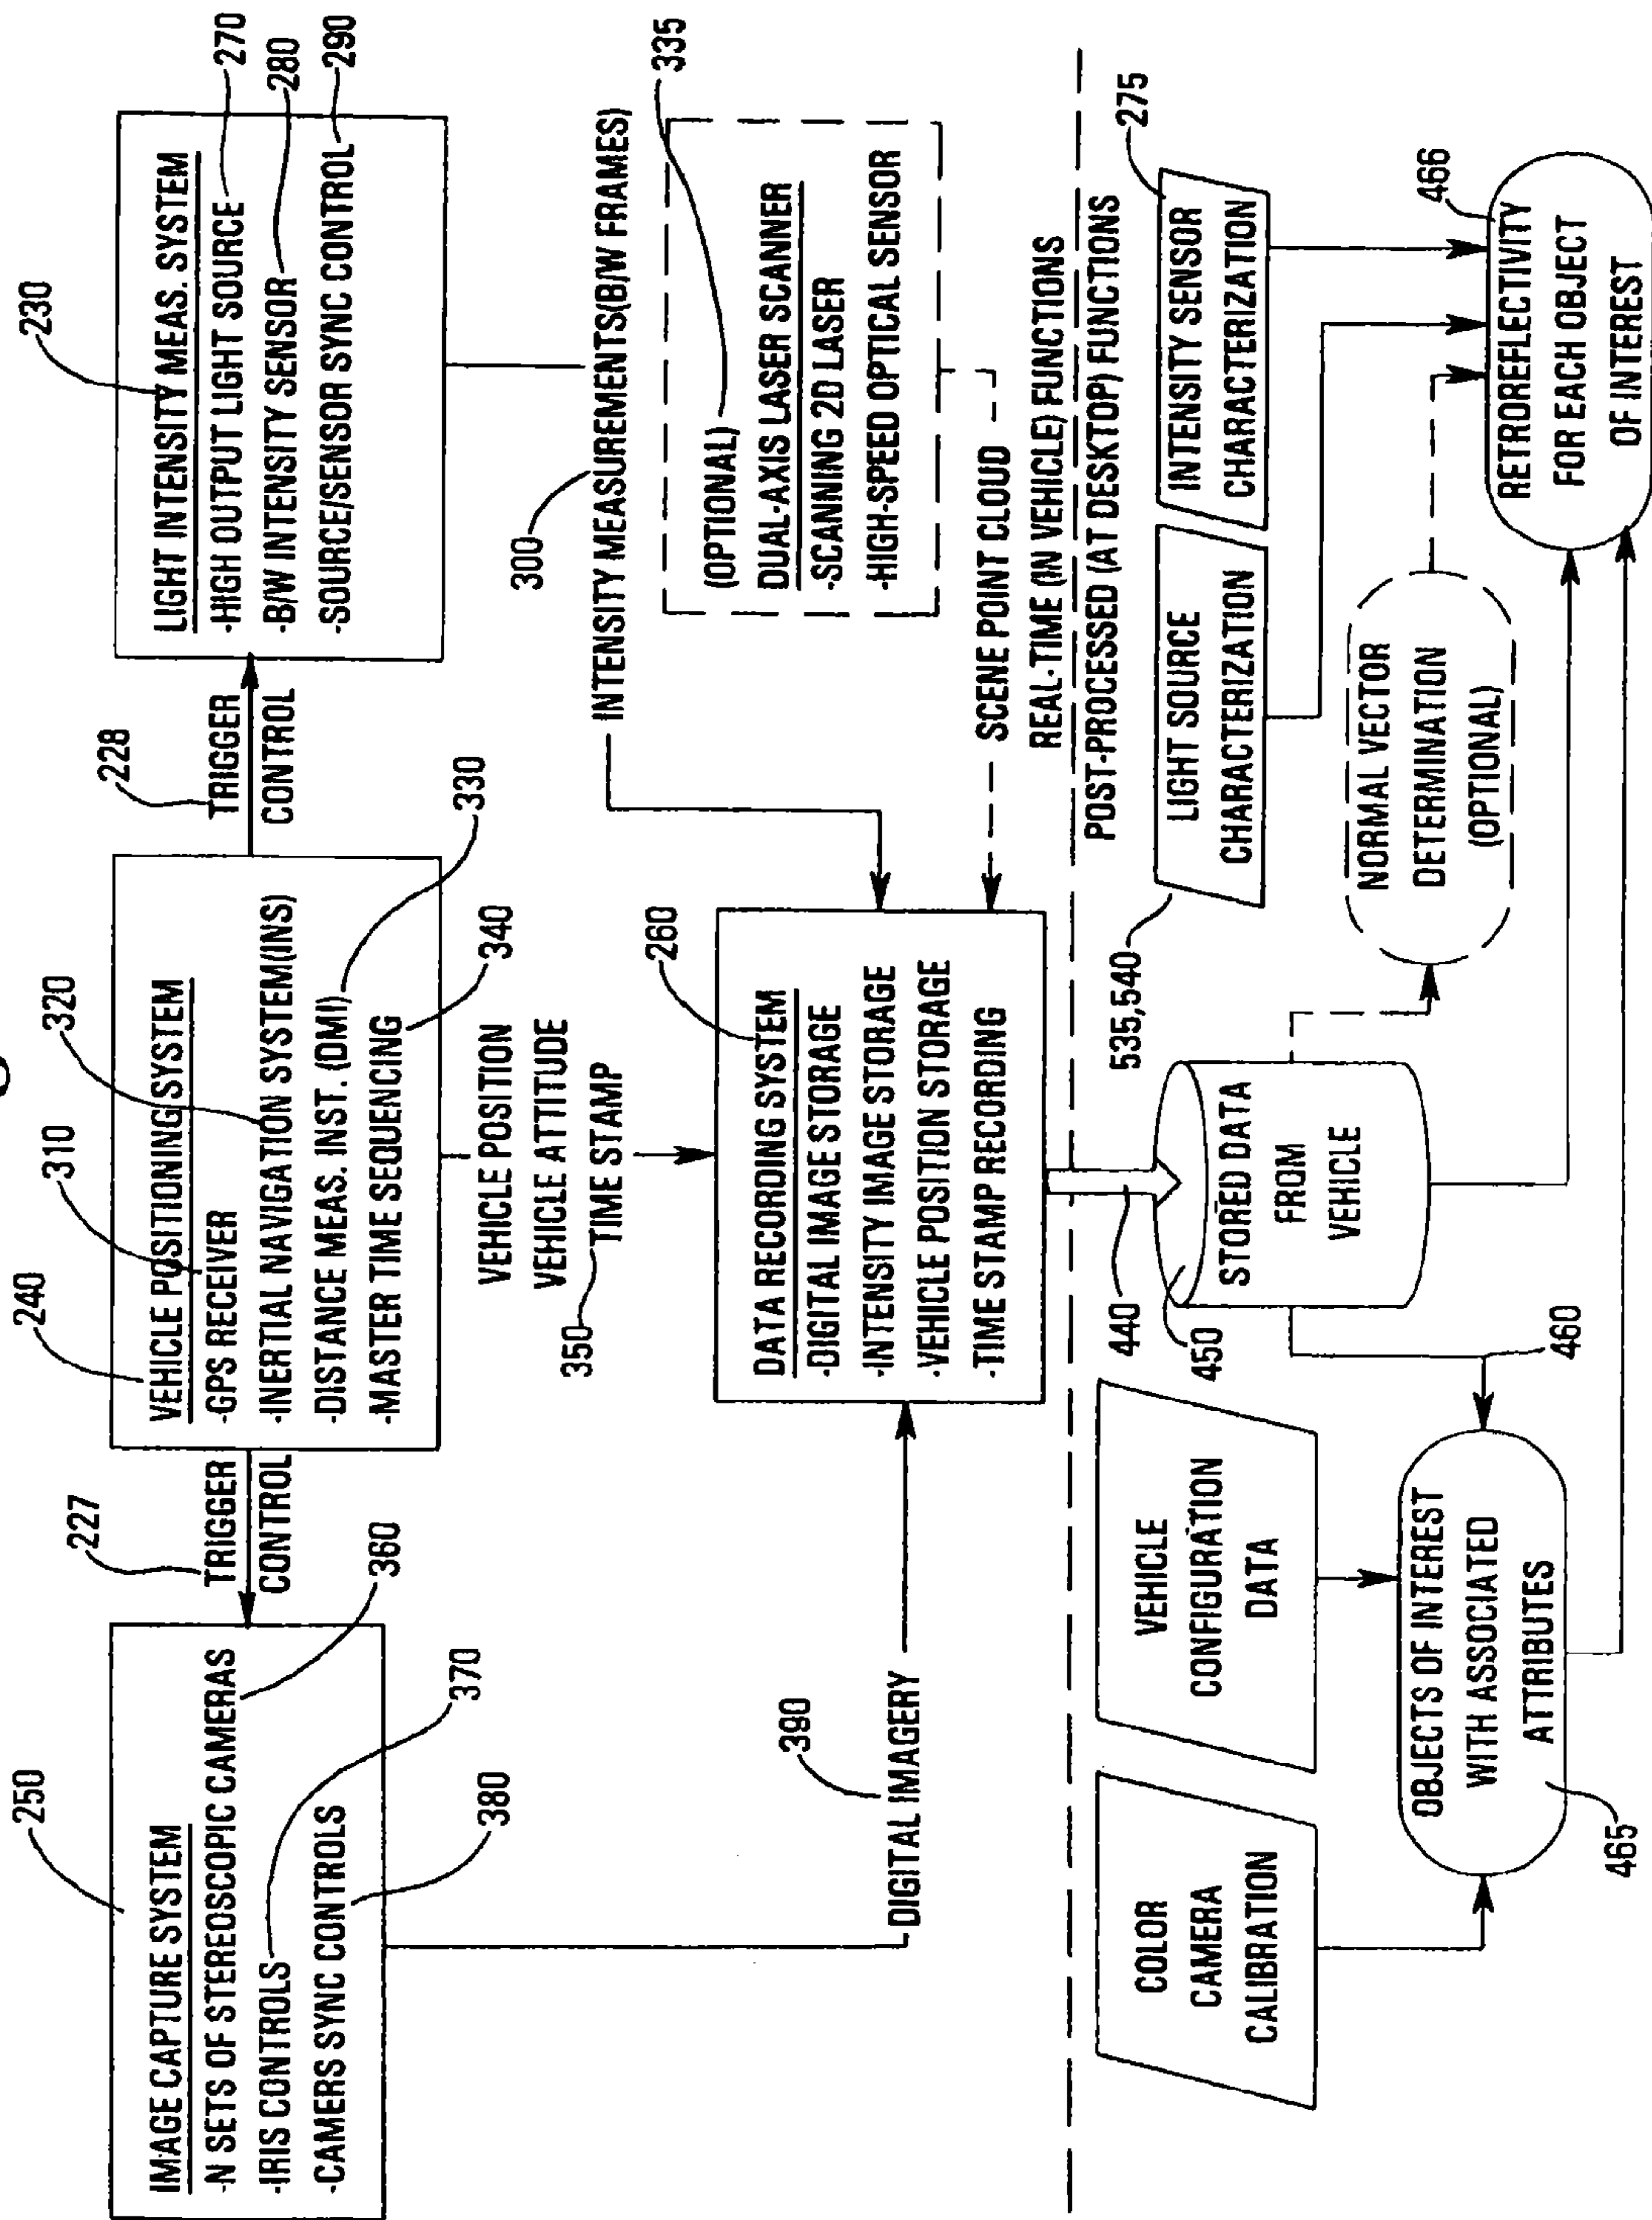 250
IMAGE CAPTURE SYSTEM
-N SETS OF STEREOSCOPIC CAMERAS
-IRIS CONTROLS
-CAMERS SYNC CONTROLS
360
370
380
227
TRIGGER
CONTROL
240
310
320
VEHICLE POSITIONING SYSTEM
-GPS RECEIVER
-INERTIAL NAVIGATION SYSTEM(INS)
-DISTANCE MEAS. INST. (DMI)
-MASTER TIME SEQUENCING
330
340
228
TRIGGER
CONTROL
230
LIGHT INTENSITY MEAS. SYSTEM
-HIGH OUTPUT LIGHT SOURCE
-B/W INTENSITY SENSOR
-SOURCE/SENSOR SYNC CONTROL
270
280
290
VEHICLE POSITION
VEHICLE ATTITUDE
350
TIME STAMP
300
INTENSITY MEASUREMENTS(B/W FRAMES)
335
(OPTIONAL)
DUAL-AXIS LASER SCANNER
-SCANNING 2D LASER
-HIGH-SPEED OPTICAL SENSOR
390
DIGITAL IMAGERY
260
DATA RECORDING SYSTEM
-DIGITAL IMAGE STORAGE
-INTENSITY IMAGE STORAGE
-VEHICLE POSITION STORAGE
-TIME STAMP RECORDING
SCENE POINT CLOUD
REAL-TIME (IN VEHICLE) FUNCTIONS
POST-PROCESSED (AT DESKTOP) FUNCTIONS
COLOR
CAMERA
CALIBRATION
VEHICLE
CONFIGURATION
DATA
440
450
STORED DATA
FROM
VEHICLE
460
535,540
LIGHT SOURCE
CHARACTERIZATION
275
INTENSITY SENSOR
CHARACTERIZATION
NORMAL VECTOR
DETERMINATION
(OPTIONAL)
OBJECTS OF INTEREST
WITH ASSOCIATED
ATTRIBUTES
465
466
RETROREFLECTIVITY
FOR EACH OBJECT
OF INTEREST